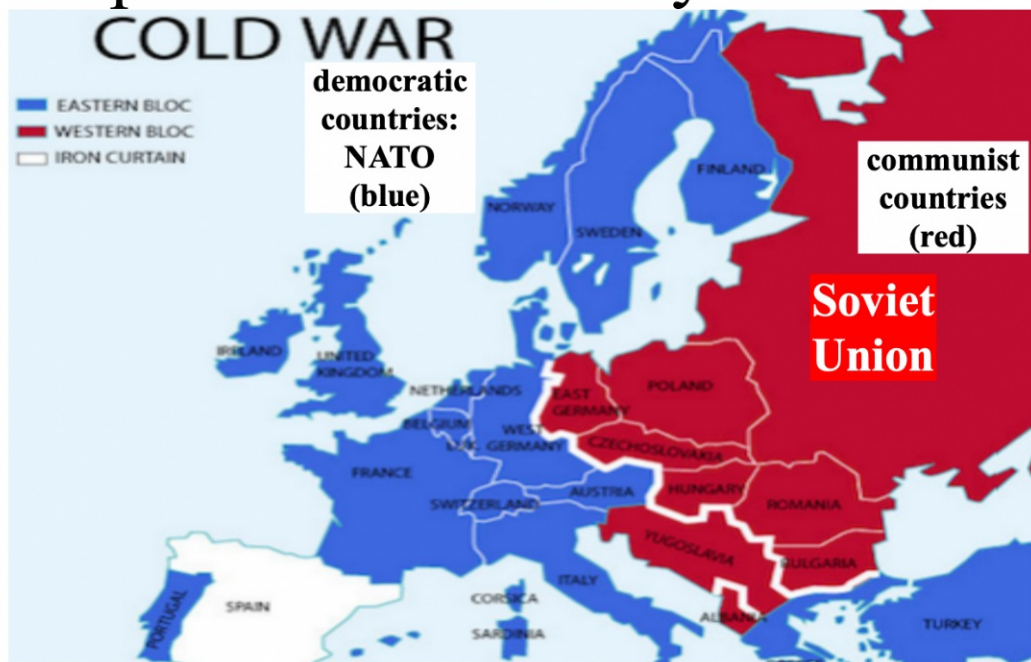 COLD WAR
EASTERN BLOC
WESTERN BLOC
IRON CURTAIN
democratic
countries:
NATO
(blue)
communist
countries
(red)
Soviet
Union
FINLAND
NORWAY
SWEDEN
IRELAND
UNITED
KINGDOM
NETHERLANDS
BELGIUM
LUX.
WEST
GERMANY
EAST
GERMANY
POLAND
CZECHOSLOVAKIA
FRANCE
SWITZERLAND
AUSTRIA
HUNGARY
ROMANIA
YUGOSLAVIA
BULGARIA
ITALY
CORSICA
SARDINIA
ALBANIA
PORTUGAL
SPAIN
TURKEY